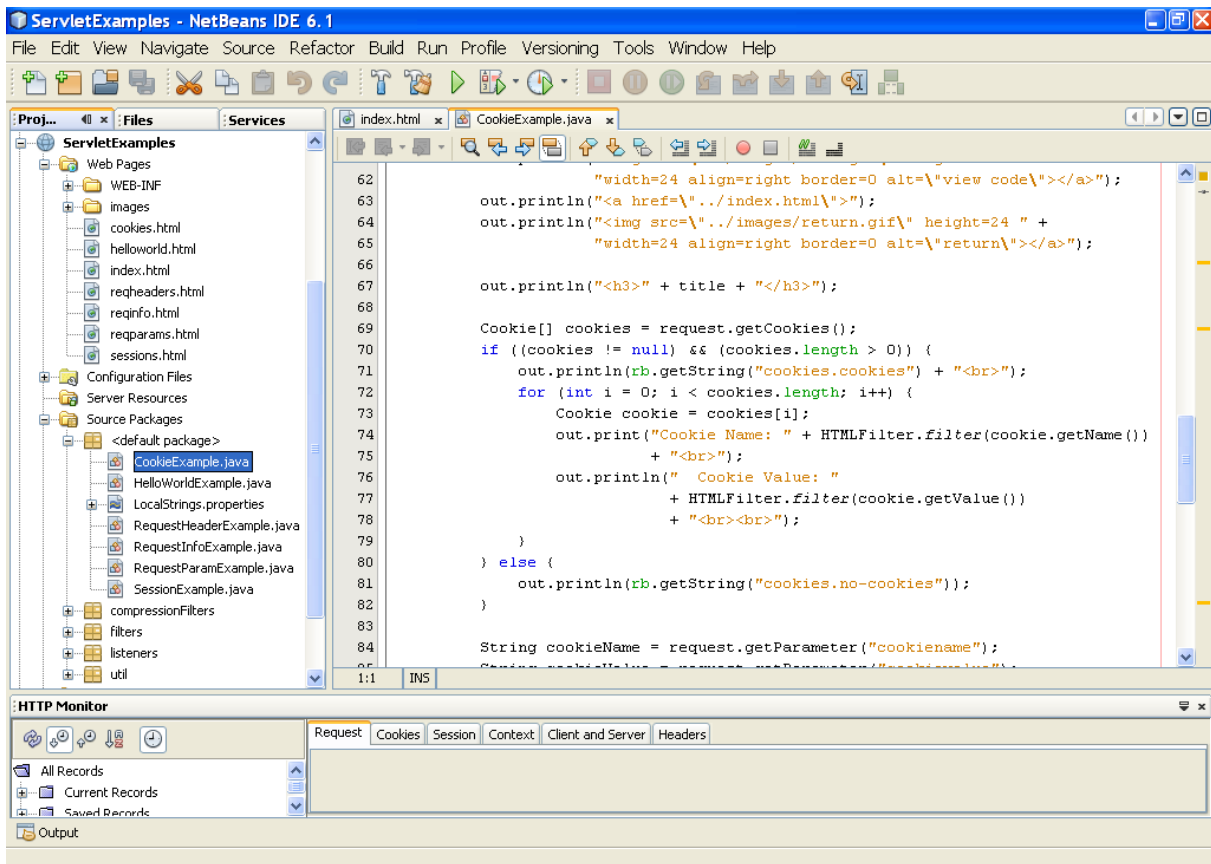 ServletExamples - NetBeans IDE 6.1
File Edit View Navigate Source Refactor Build Run Profile Versioning Tools Window Help
Proj... Files Services
ServletExamples
Web Pages
WEB-INF
images
cookies.html
helloworld.html
index.html
reqheaders.html
reqinfo.html
reqparams.html
sessions.html
Configuration Files
Server Resources
Source Packages
<default package>
CookieExample.java
HelloWorldExample.java
LocalStrings.properties
RequestHeaderExample.java
RequestInfoExample.java
RequestParamExample.java
SessionExample.java
compressionFilters
filters
listeners
util
index.html CookieExample.java
62 "width=24 align=right border=0 alt=\"view code\"></a>");
63 out.println("<a href=\"../index.html\">");
64 out.println("<img src=\"../images/return.gif\" height=24 " +
65 "width=24 align=right border=0 alt=\"return\"></a>");
66
67 out.println("<h3>" + title + "</h3>");
68
69 Cookie[] cookies = request.getCookies();
70 if ((cookies != null) && (cookies.length > 0)) {
71 out.println(rb.getString("cookies.cookies") + "<br>");
72 for (int i = 0; i < cookies.length; i++) {
73 Cookie cookie = cookies[i];
74 out.print("Cookie Name: " + HTMLFilter.filter(cookie.getName())
75 + "<br>");
76 out.println("  Cookie Value: "
77 + HTMLFilter.filter(cookie.getValue())
78 + "<br><br>");
79 }
80 } else {
81 out.println(rb.getString("cookies.no-cookies"));
82 }
83
84 String cookieName = request.getParameter("cookiename");
1:1 INS
HTTP Monitor
All Records
Current Records
Saved Records
Request Cookies Session Context Client and Server Headers
Output